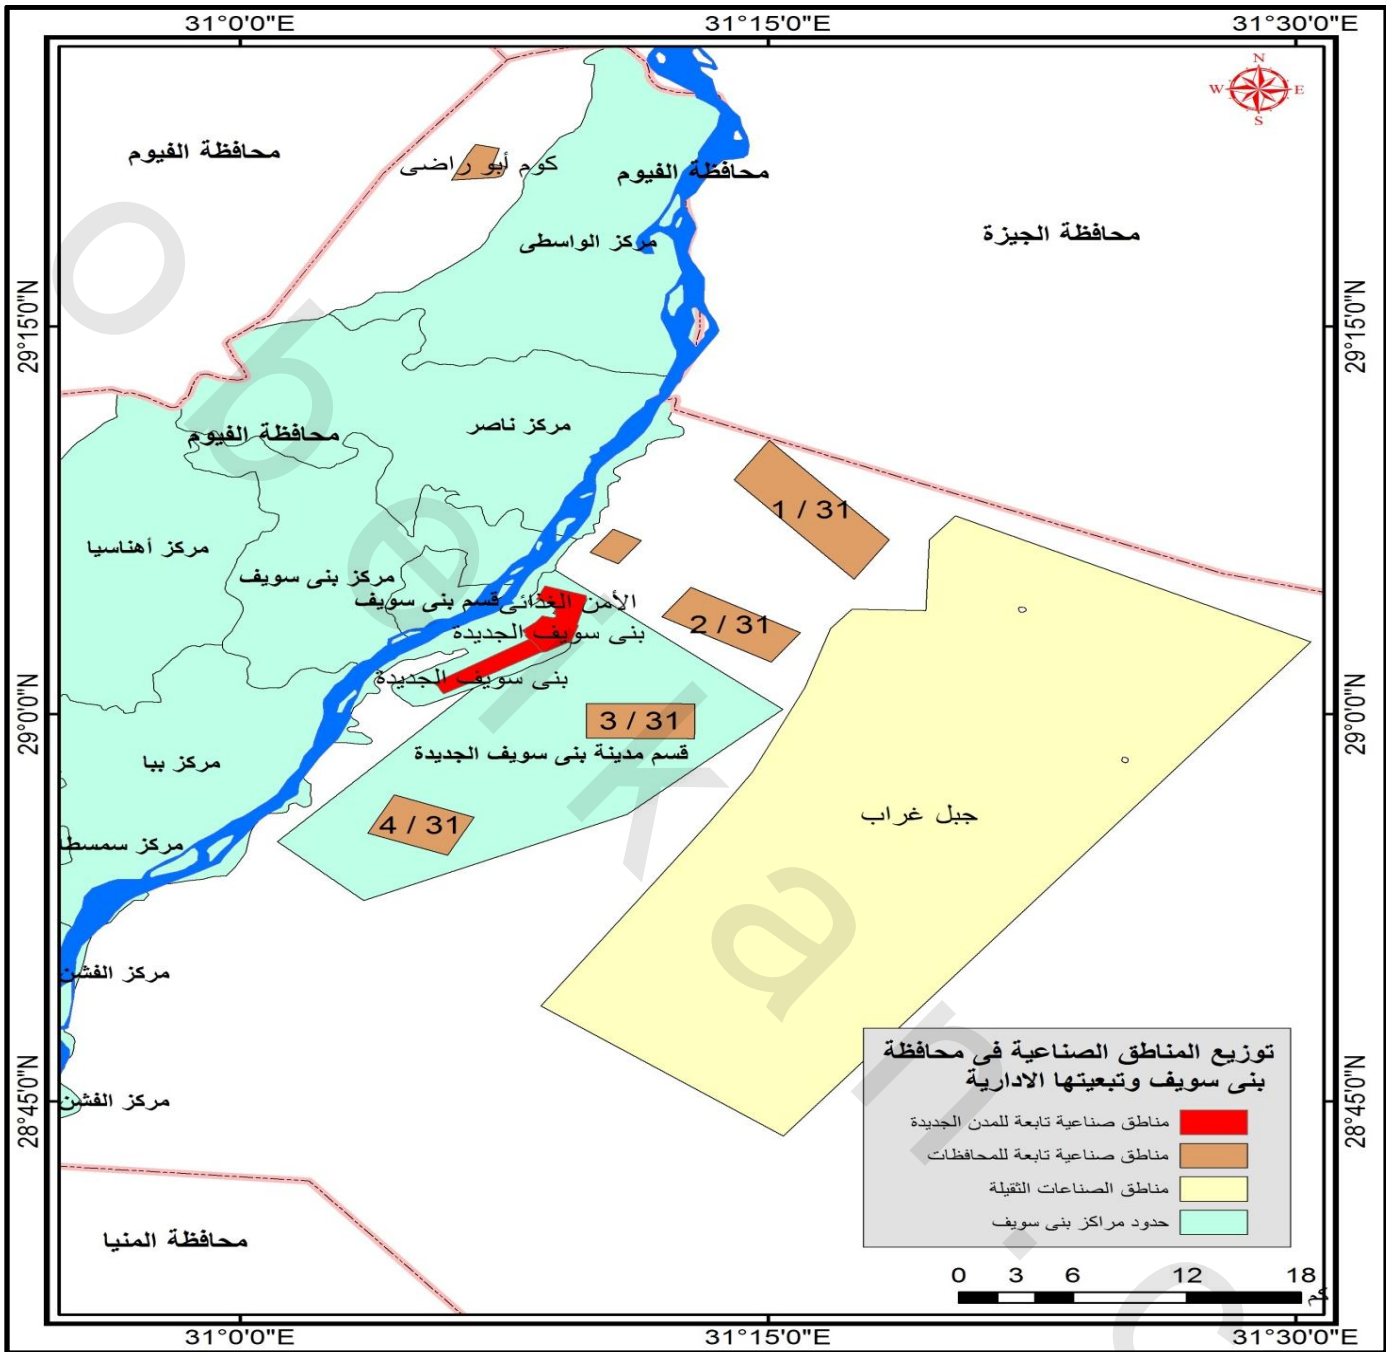 31°0'0"E
31°15'0"E
31°30'0"E
N
W E
S
محافظة الفيوم
كوم أبو راضى
محافظة الفيوم
محافظة الجيزة
مركز الواسطى
29°15'0"N
29°15'0"N
مركز ناصر
محافظة الفيوم
1 / 31
مركز أهناسيا
مركز بنى سويف
قسم بنى سويف
الأمن الغذائى
2 / 31
بنى سويف الجديدة
بنى سويف الجديدة
29°0'0"N
29°0'0"N
3 / 31
قسم مدينة بنى سويف الجديدة
مركز ببا
جبل غراب
4 / 31
مركز سمسطا
مركز الفشن
توزيع المناطق الصناعية فى محافظة
بنى سويف وتبعيتها الادارية
مناطق صناعية تابعة للمدن الجديدة
مناطق صناعية تابعة للمحافظات
مناطق الصناعات الثقيلة
حدود مراكز بنى سويف
28°45'0"N
28°45'0"N
مركز الفشن
محافظة المنيا
0 3 6 12 18
كم
31°0'0"E
31°15'0"E
31°30'0"E
obeikan.c